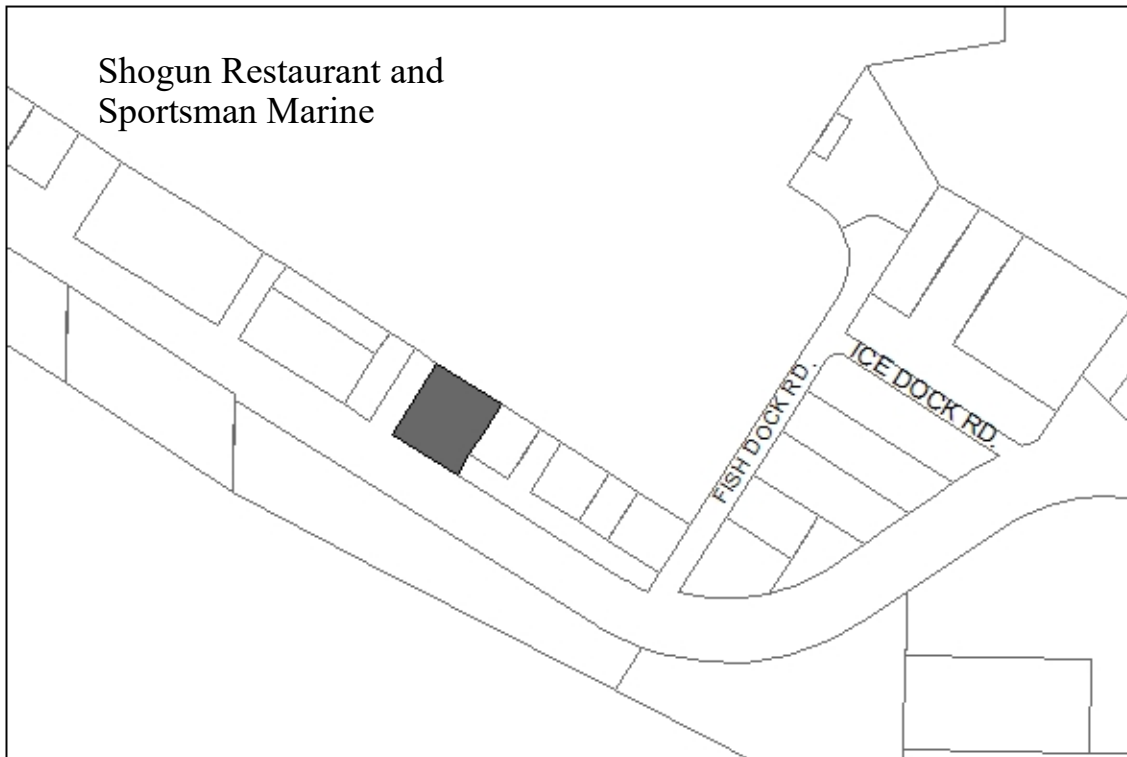 Shogun Restaurant and
Sportsman Marine
FISH DOCK RD.
ICE DOCK RD.